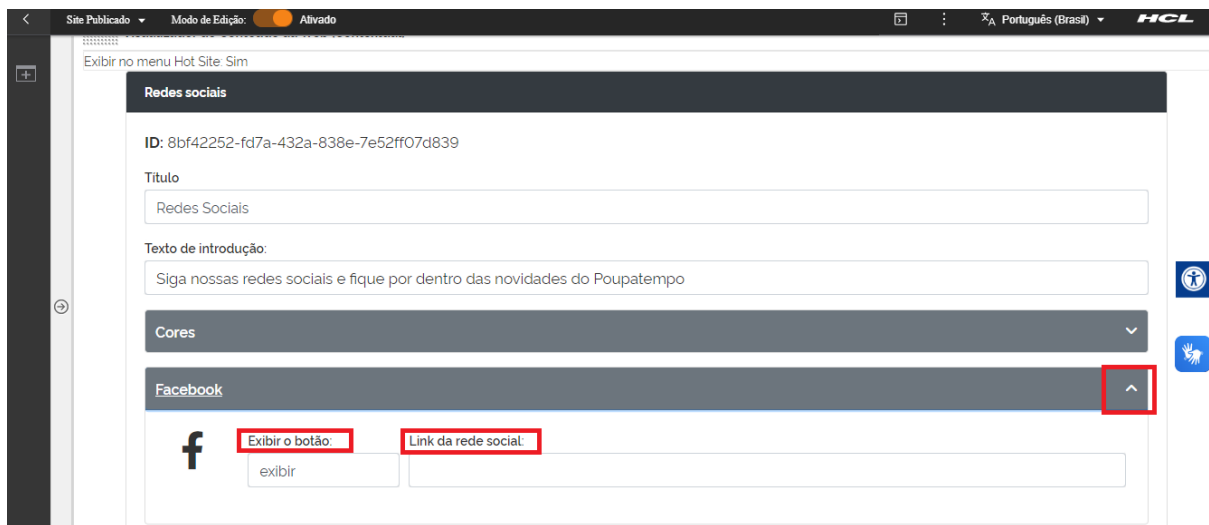 Site Publicado Modo de Edição: Ativado Português (Brasil) HCL
Exibir no menu Hot Site: Sim
Redes sociais
ID: 8bf42252-fd7a-432a-838e-7e52ff07d839
Título
Redes Sociais
Texto de introdução:
Siga nossas redes sociais e fique por dentro das novidades do Poupatempo
Cores
Facebook
Exibir o botão: Link da rede social:
exibir